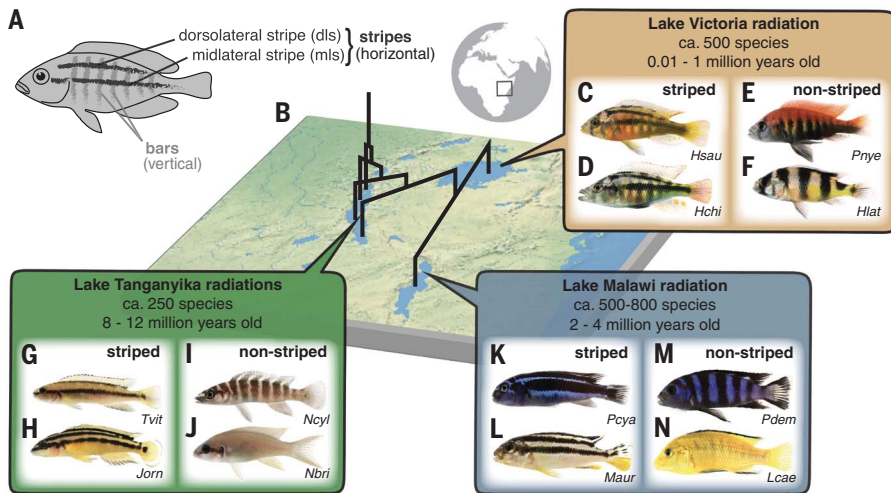 A
dorsolateral stripe (dls)
midlateral stripe (mls)
stripes
(horizontal)
bars
(vertical)
B
Lake Victoria radiation
ca. 500 species
0.01 - 1 million years old
C striped E non-striped
Hsau Pnye
D F
Hchi Hlat
Lake Tanganyika radiations
ca. 250 species
8 - 12 million years old
G striped I non-striped
Tvit Ncyl
H J
Jorn Nbri
Lake Malawi radiation
ca. 500-800 species
2 - 4 million years old
K striped M non-striped
Pcya Pdem
L N
Maur Lcae